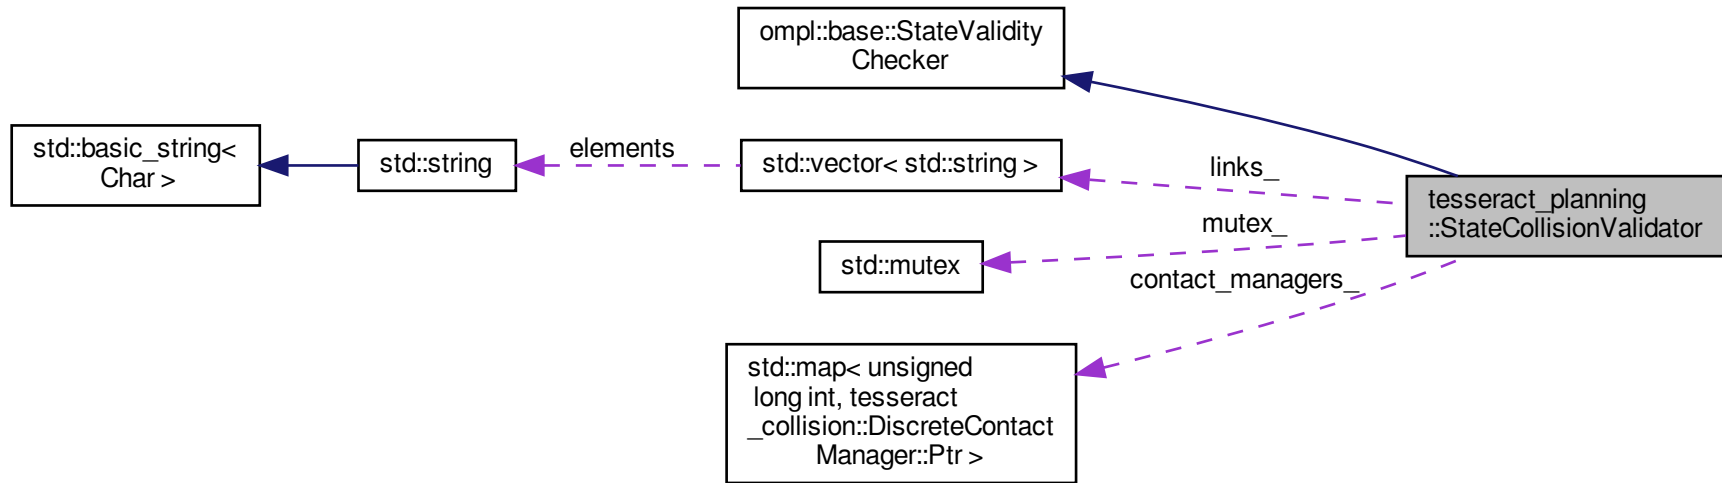 ompl::base::StateValidity
Checker
std::basic_string<
Char >
std::string
elements
std::vector< std::string >
links_
tesseract_planning
::StateCollisionValidator
mutex_
std::mutex
contact_managers_
std::map< unsigned
long int, tesseract
_collision::DiscreteContact
Manager::Ptr >